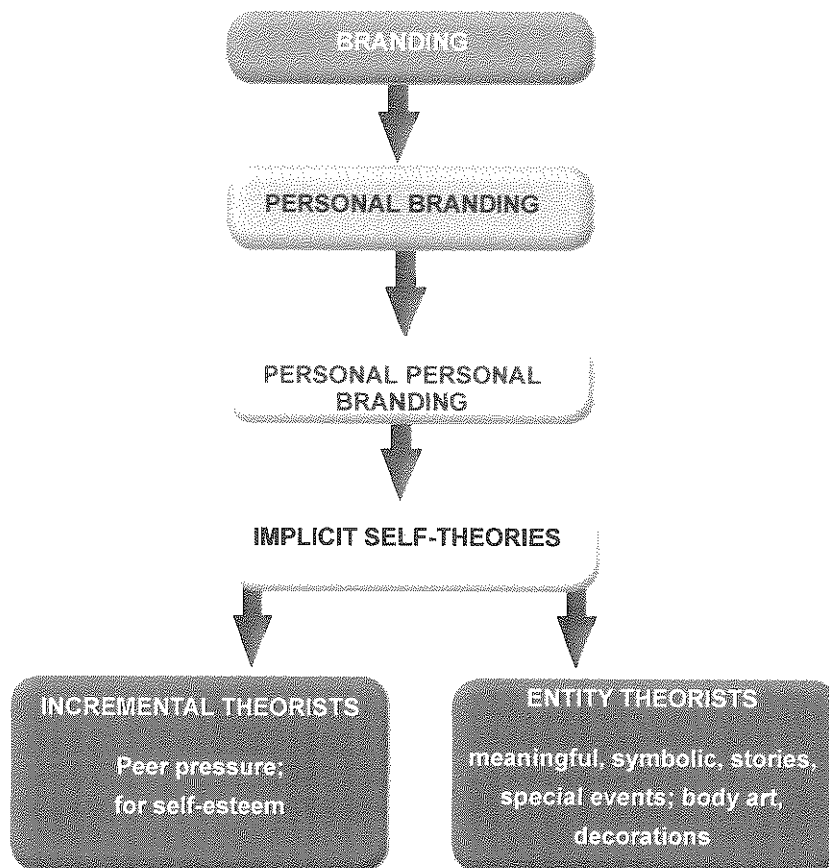 BRANDING
PERSONAL BRANDING
PERSONAL PERSONAL
BRANDING
IMPLICIT SELF-THEORIES
INCREMENTAL THEORISTS
Peer pressure;
for self-esteem
ENTITY THEORISTS
meaningful, symbolic, stories,
special events; body art,
decorations